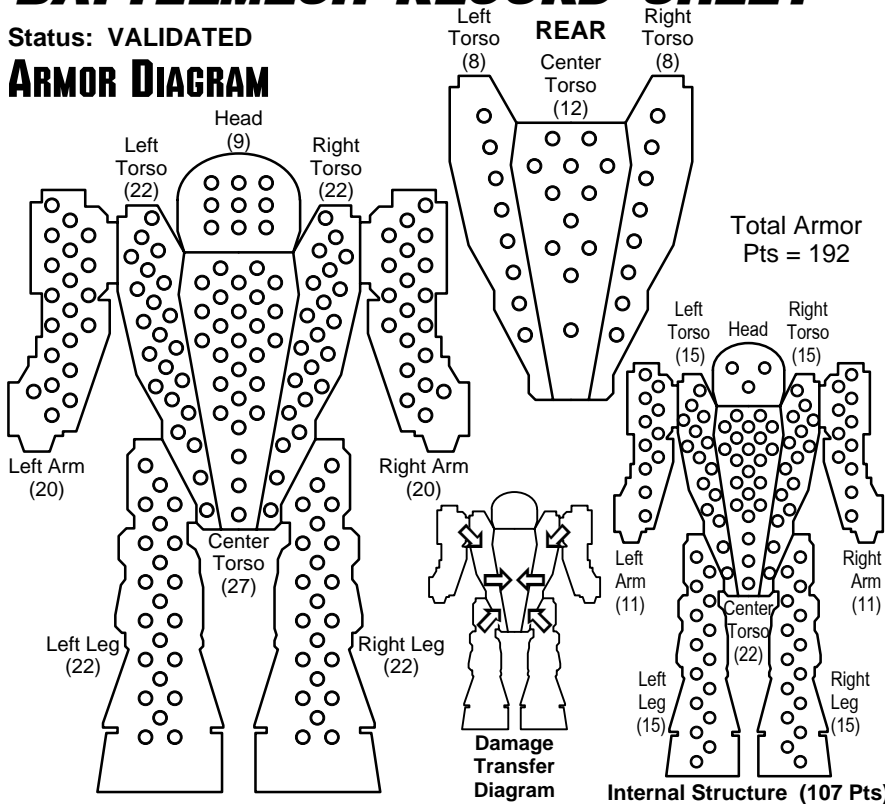 BATTLEMECH RECORD SHEET
Status: VALIDATED
ARMOR DIAGRAM
Head
(9)
Left
Torso
(22)
Right
Torso
(22)
Left Arm
(20)
Right Arm
(20)
Center
Torso
(27)
Left Leg
(22)
Right Leg
(22)
REAR
Left
Torso
(8)
Center
Torso
(12)
Right
Torso
(8)
Total Armor
Pts = 192
Left
Torso
(15)
Head
Right
Torso
(15)
Left
Arm
(11)
Right
Arm
(11)
Center
Torso
(22)
Left
Leg
(15)
Right
Leg
(15)
Damage
Transfer
Diagram
Internal Structure (107 Pts)